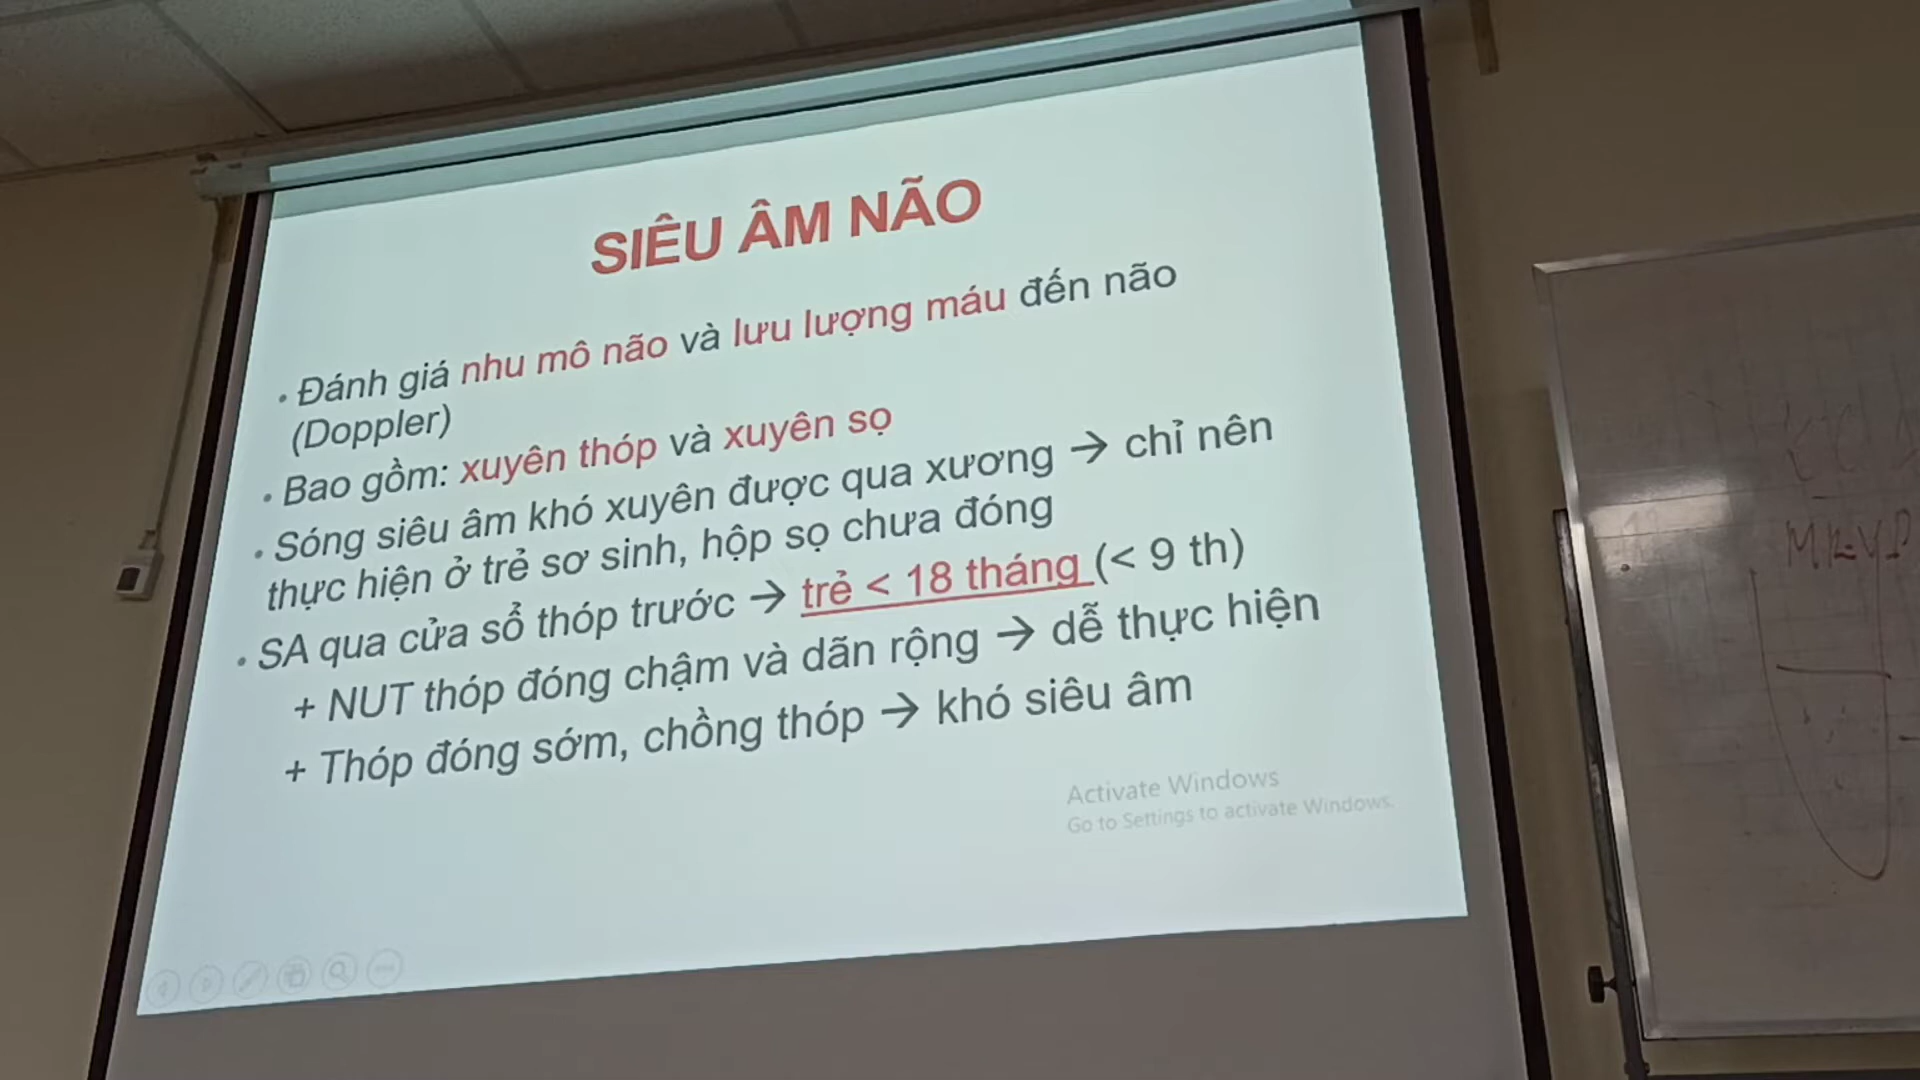 SIÊU ÂM NÃO
• Đánh giá nhu mô não và lưu lượng máu đến não
(Doppler)
• Bao gồm: xuyên thóp và xuyên sọ
• Sóng siêu âm khó xuyên được qua xương → chỉ nên
thực hiện ở trẻ sơ sinh, hộp sọ chưa đóng
• SA qua cửa sổ thóp trước → trẻ < 18 tháng (< 9 th)
+ NUT thóp đóng chậm và dãn rộng → dễ thực hiện
+ Thóp đóng sớm, chồng thóp → khó siêu âm
Activate Windows
Go to Settings to activate Windows.